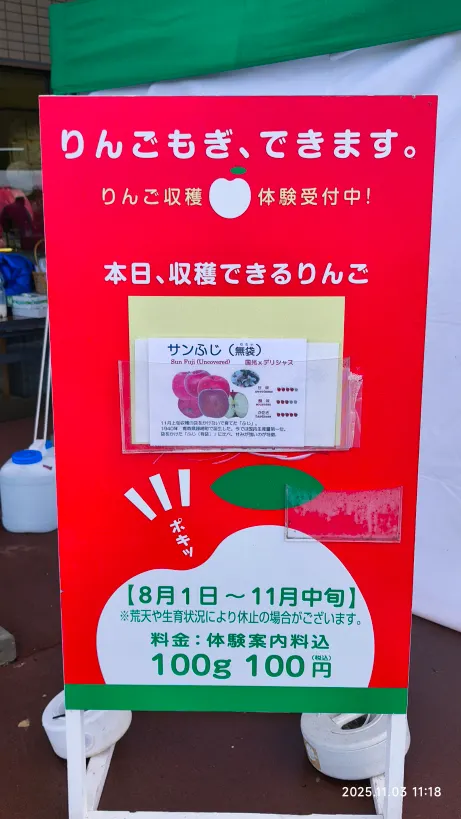 りんごもぎ、できます。
りんご収穫 体験受付中!
本日、収穫できるりんご
サンふじ(無袋)
Sun Fuji (Uncovered) 国光×デリシャス
ポキッ
【8月1日～11月中旬】
※荒天や生育状況により休止の場合がございます。
料金:体験案内料込
100g 100円(税込)
2025.11.03 11:18